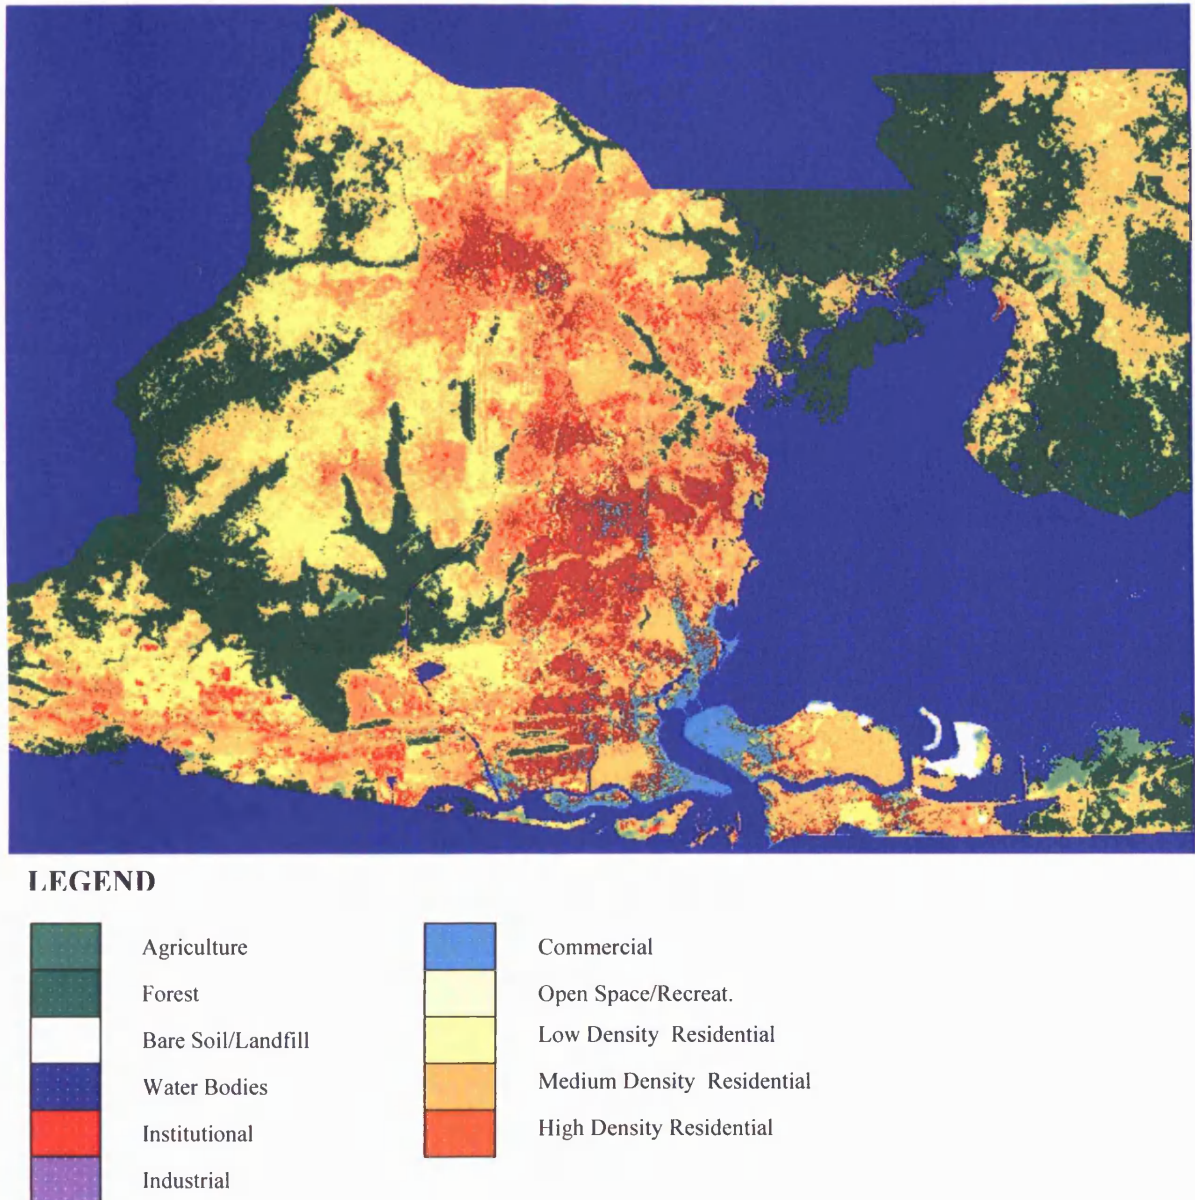 LEGEND
Agriculture
Forest
Bare Soil/Landfill
Water Bodies
Institutional
Industrial
Commercial
Open Space/Recreat.
Low Density Residential
Medium Density Residential
High Density Residential